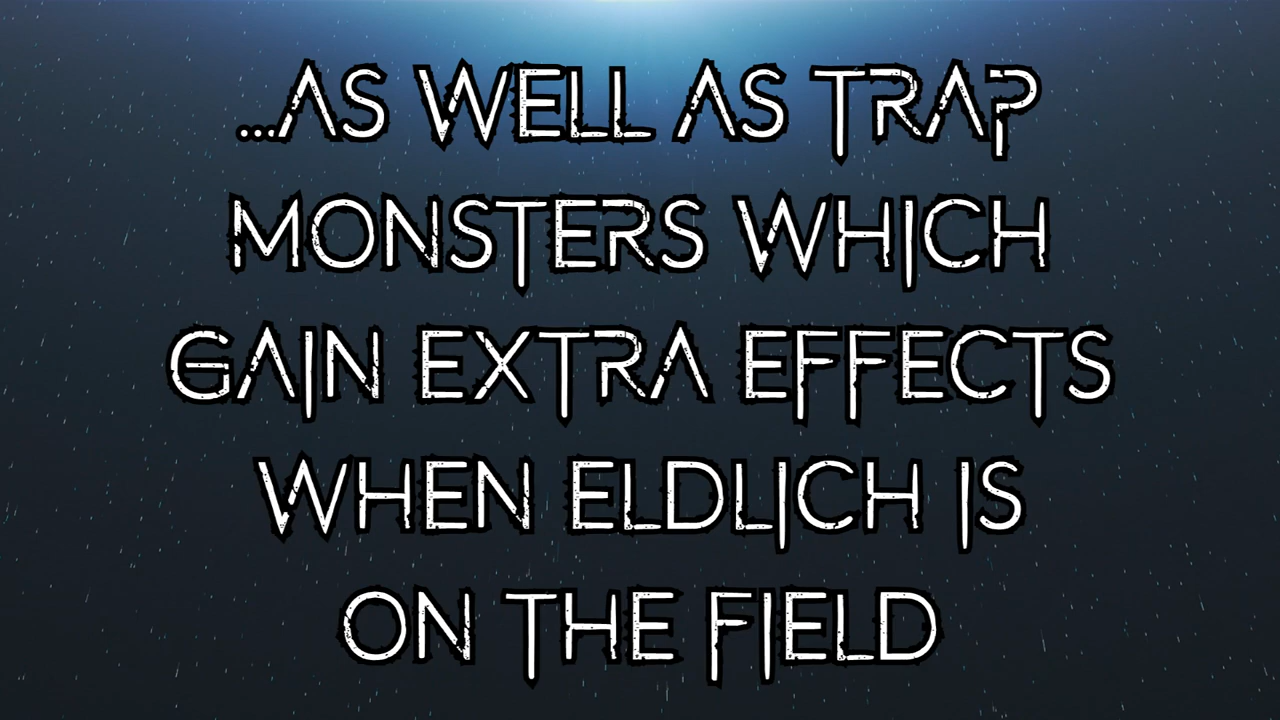 ...AS WELL AS TRAP
MONSTERS WHICH
GAIN EXTRA EFFECTS
WHEN ELDLICH IS
ON THE FIELD